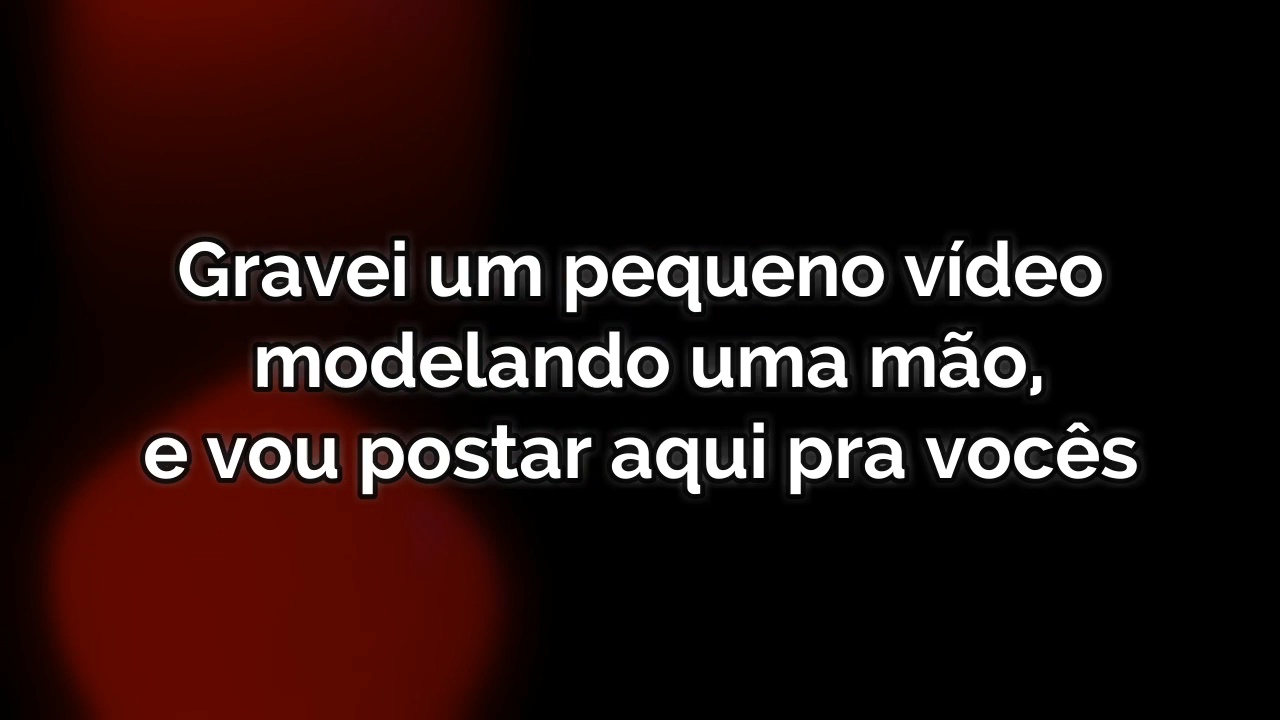 Gravei um pequeno vídeo
modelando uma mão,
e vou postar aqui pra vocês